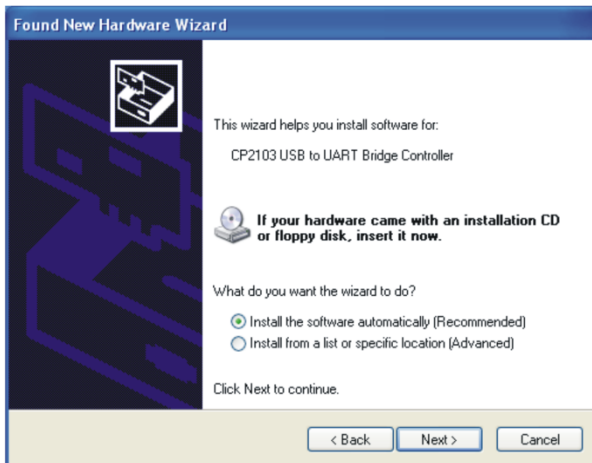 Found New Hardware Wizard
This wizard helps you install software for:
CP2103 USB to UART Bridge Controller
If your hardware came with an installation CD
or floppy disk, insert it now.
What do you want the wizard to do?
Install the software automatically (Recommended)
Install from a list or specific location (Advanced)
Click Next to continue.
< Back Next > Cancel